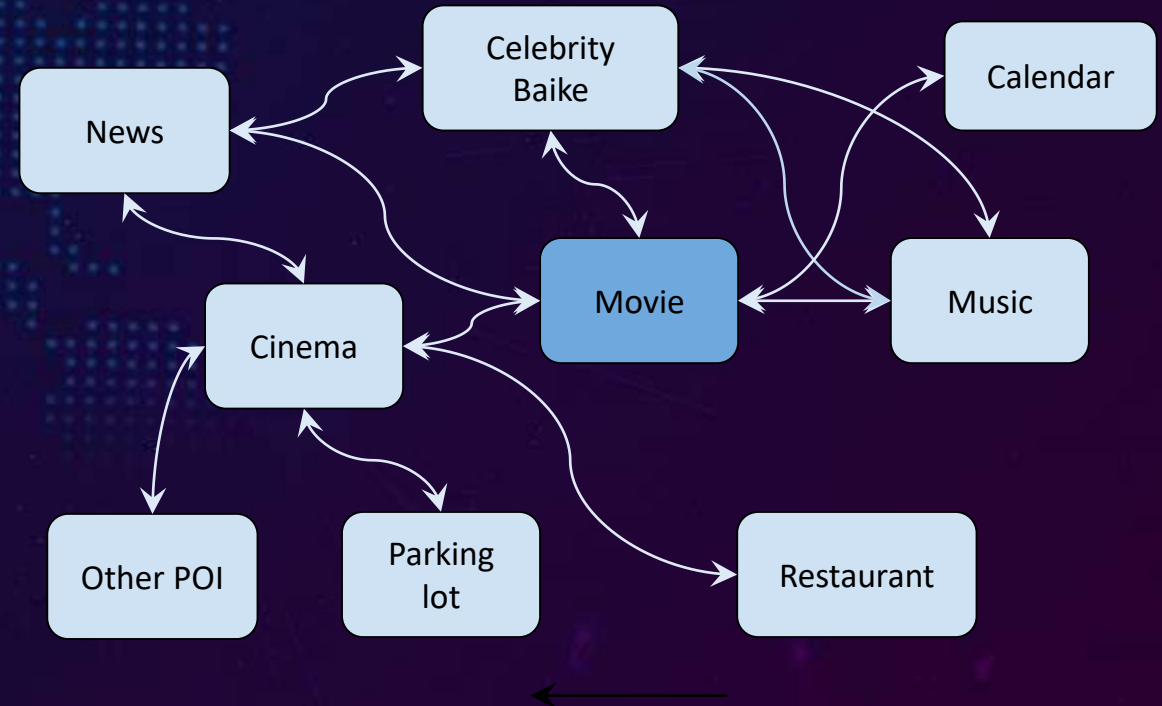 Celebrity
Baike
Calendar
News
Movie
Music
Cinema
Other POI
Parking
lot
Restaurant